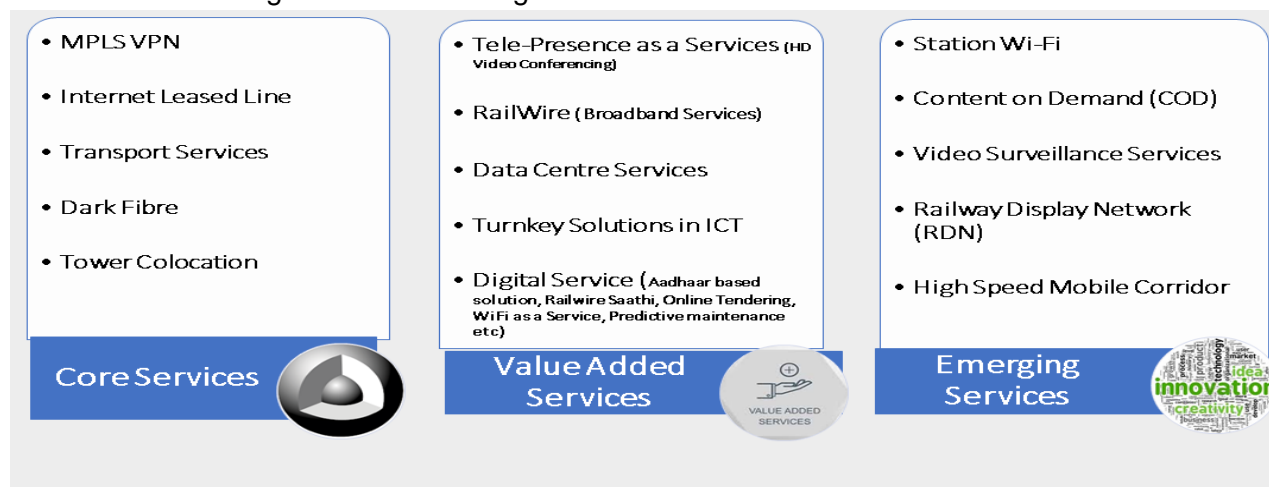 • MPLS VPN
• Internet Leased Line
• Transport Services
• Dark Fibre
• Tower Colocation
Core Services
• Tele-Presence as a Services (HD
Video Conferencing)
• RailWire (Broadband Services)
• Data Centre Services
• Turnkey Solutions in ICT
• Digital Service (Aadhaar based
solution, Railwire Saathi, Online Tendering,
WiFi as a Service, Predictive maintenance
etc)
Value Added
Services
VALUE ADDED
SERVICES
• Station Wi-Fi
• Content on Demand (COD)
• Video Surveillance Services
• Railway Display Network
(RDN)
• High Speed Mobile Corridor
Emerging
Services
product
technology
market
idea
innovation
creativity
business